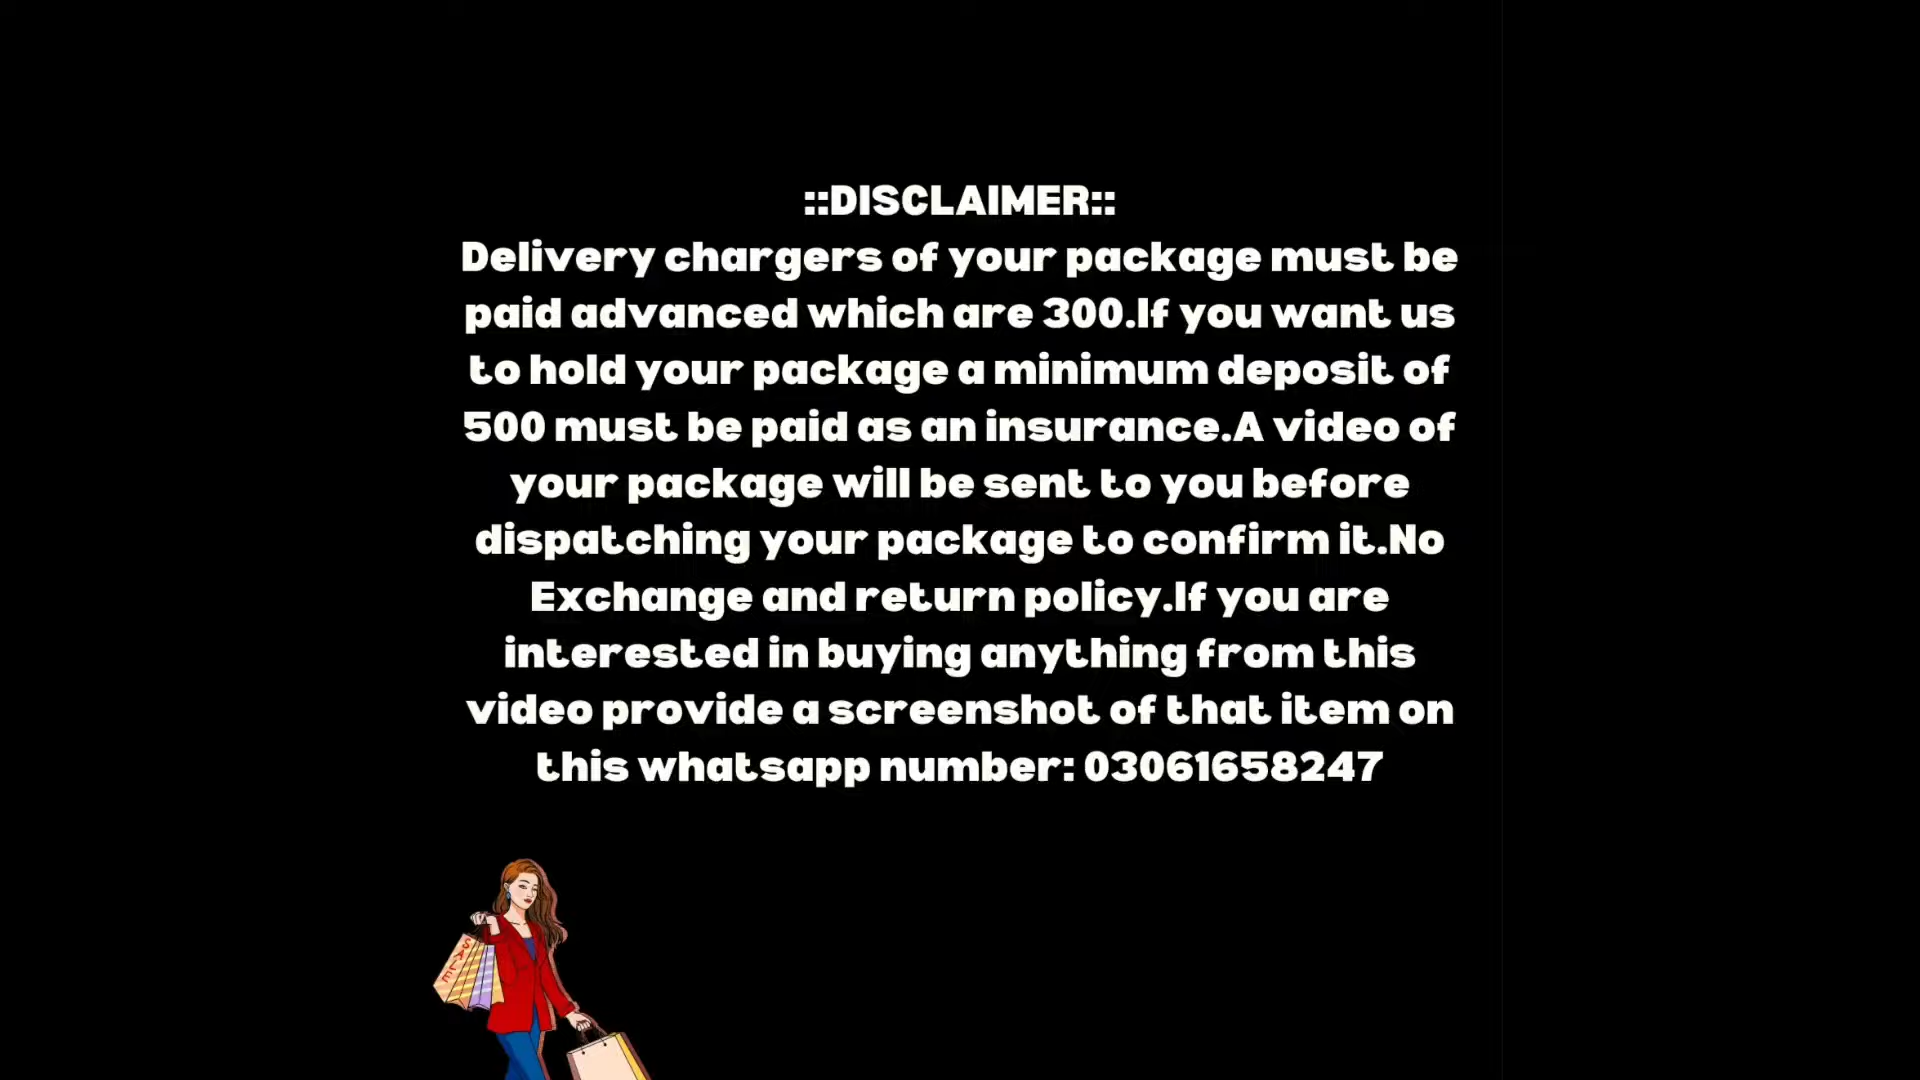 ::DISCLAIMER::
Delivery chargers of your package must be
paid advanced which are 300.If you want us
to hold your package a minimum deposit of
500 must be paid as an insurance.A video of
your package will be sent to you before
dispatching your package to confirm it.No
Exchange and return policy.If you are
interested in buying anything from this
video provide a screenshot of that item on
this whatsapp number: 03061658247
SALE